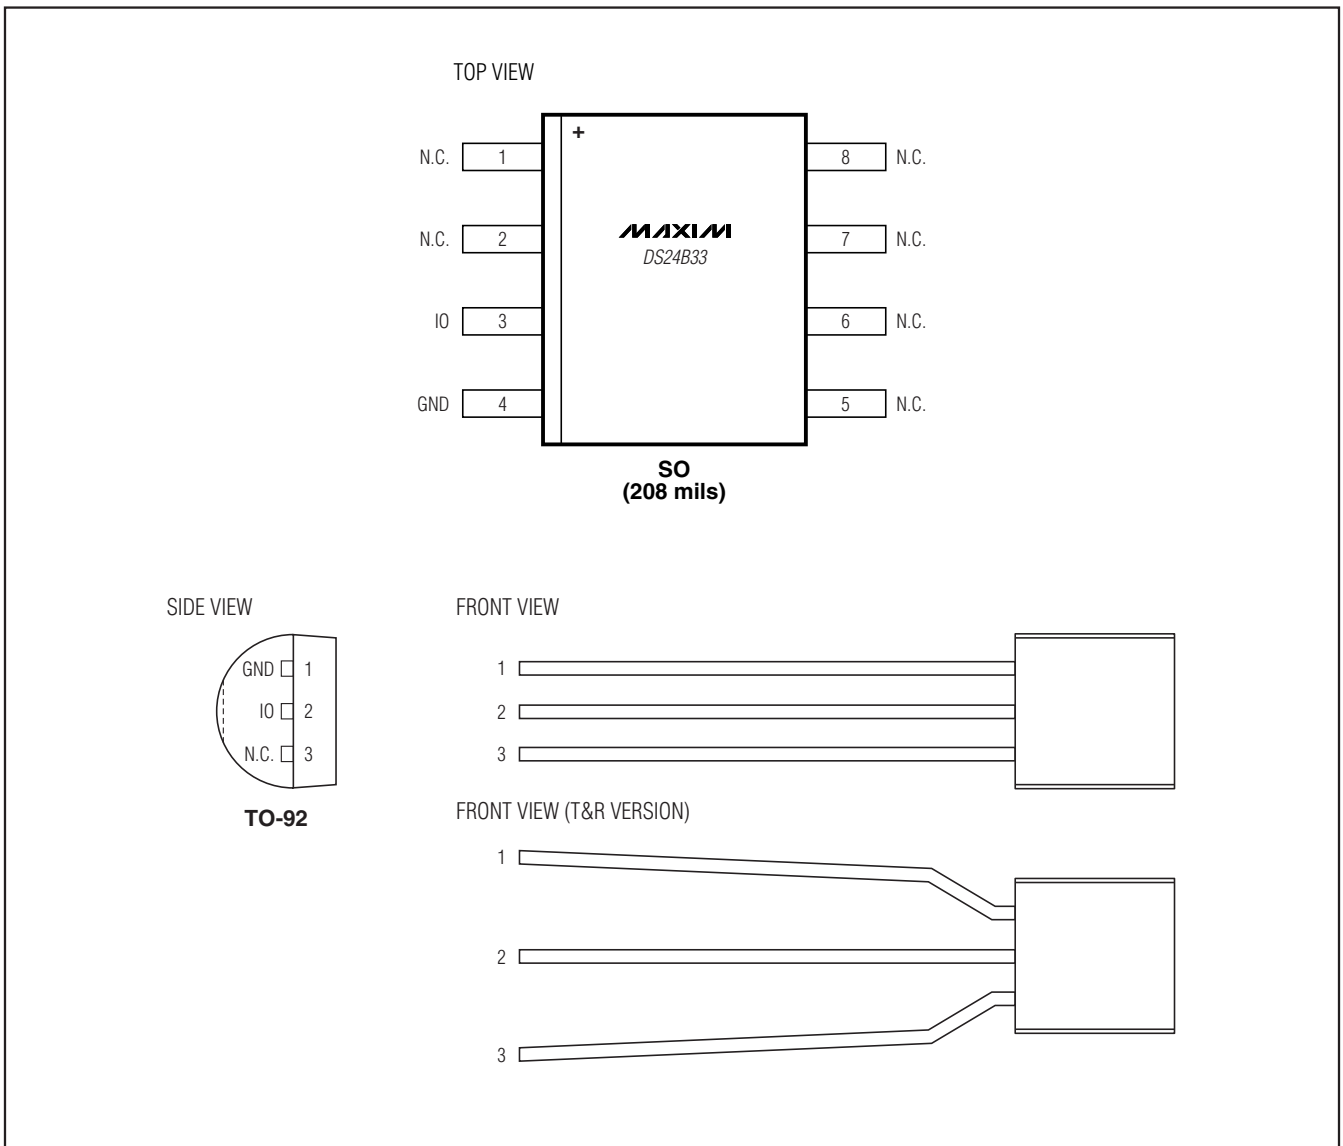 TOP VIEW
+
N.C. 1
8 N.C.
N.C. 2
7 N.C.
MAXIM
DS24B33
IO 3
6 N.C.
GND 4
5 N.C.
SO
(208 mils)
SIDE VIEW
GND 1
IO 2
N.C. 3
TO-92
FRONT VIEW
1
2
3
FRONT VIEW (T&R VERSION)
1
2
3